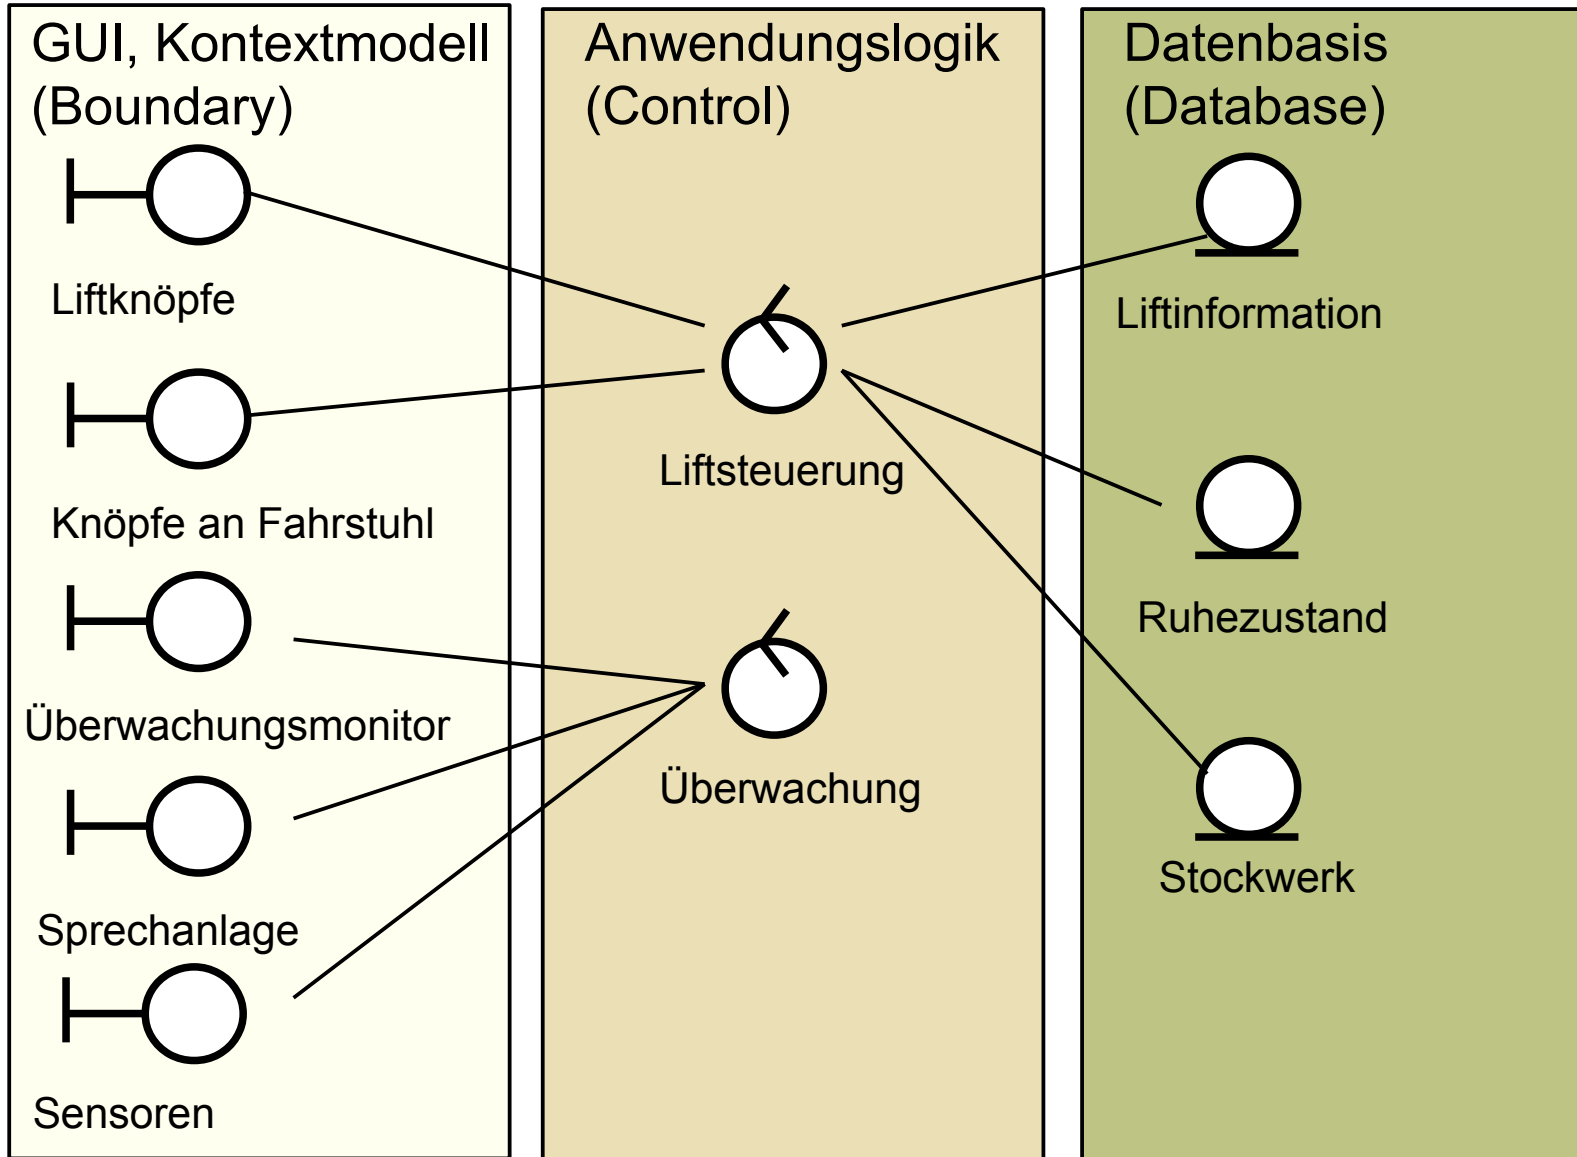 GUI, Kontextmodell
(Boundary)
Liftknöpfe
Knöpfe an Fahrstuhl
Überwachungsmonitor
Sprechanlage
Sensoren
Anwendungslogik
(Control)
Liftsteuerung
Überwachung
Datenbasis
(Database)
Liftinformation
Ruhezustand
Stockwerk